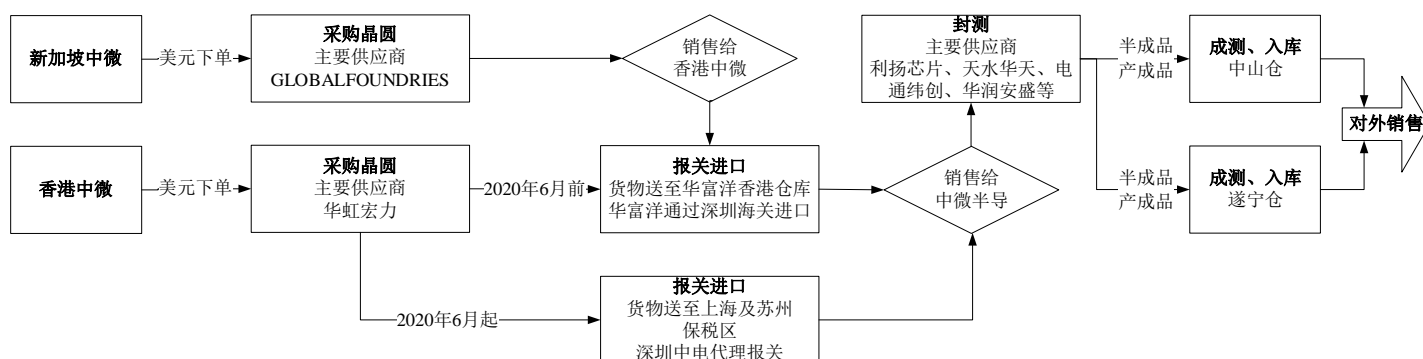 新加坡中微
美元下单
采购晶圆
主要供应商
GLOBALFOUNDRIES
销售给
香港中微
封测
主要供应商
利扬芯片、天水华天、电
通纬创、华润安盛等
半成品
产成品
成测、入库
中山仓
对外销售
香港中微
美元下单
采购晶圆
主要供应商
华虹宏力
2020年6月前
报关进口
货物送至华富洋香港仓库
华富洋通过深圳海关进口
销售给
中微半导
半成品
产成品
成测、入库
遂宁仓
2020年6月起
报关进口
货物送至上海及苏州
保税区
深圳中电代理报关